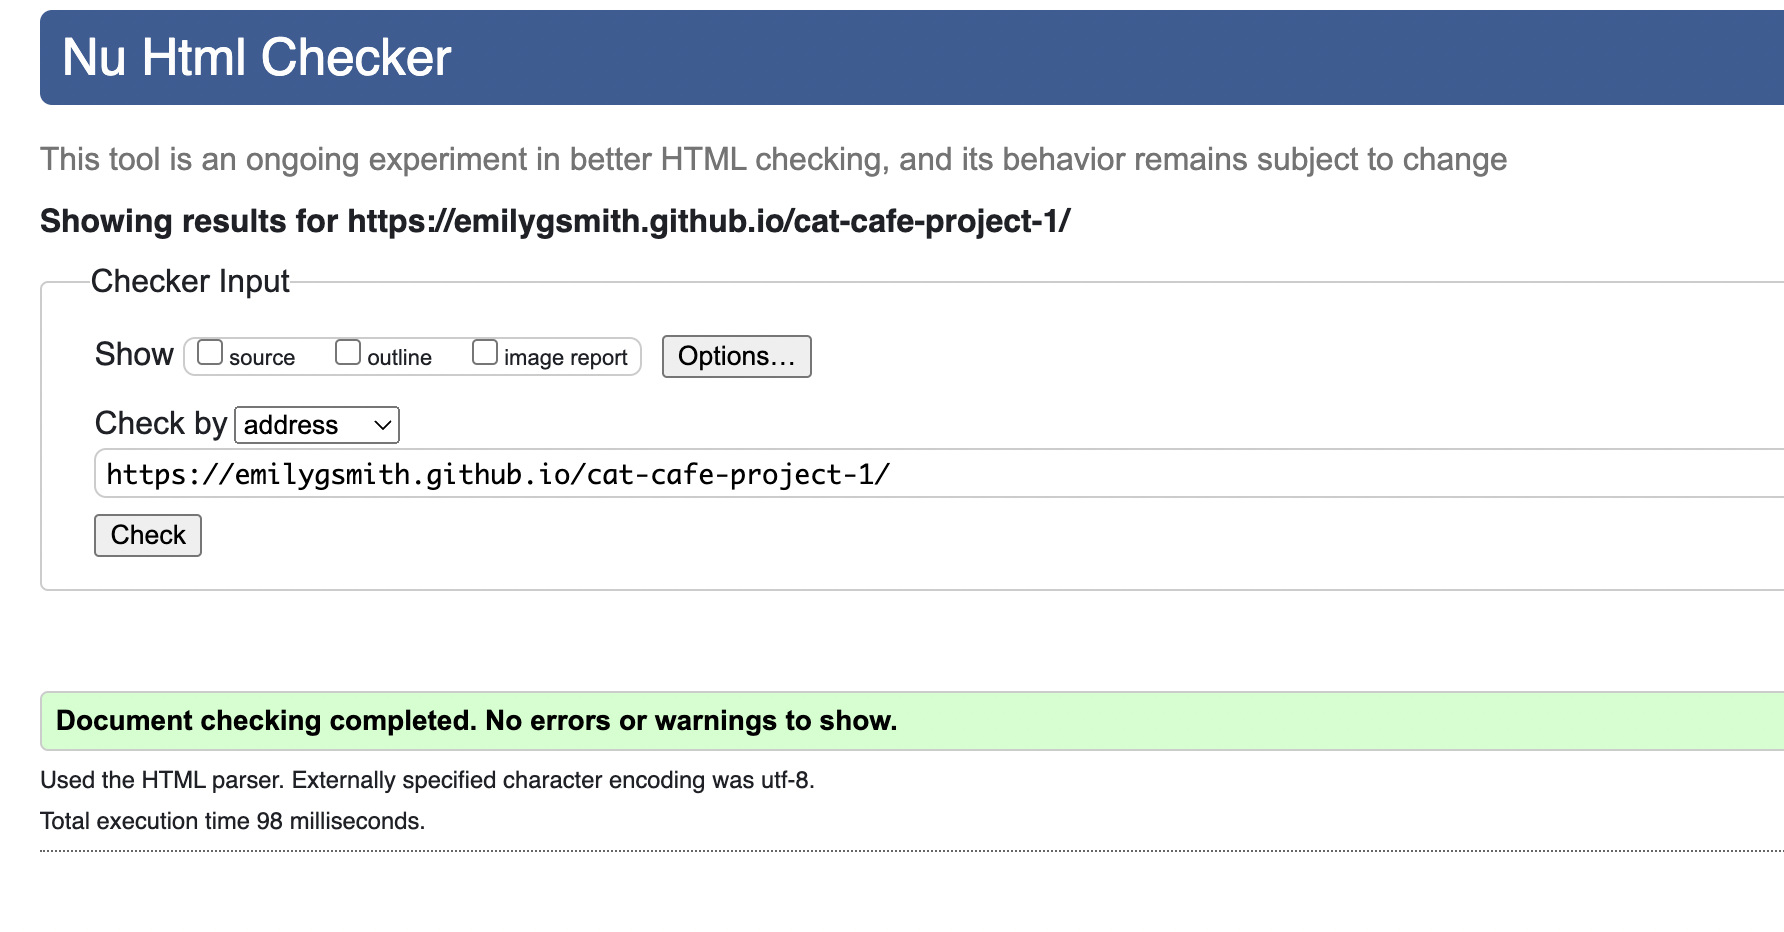 Nu Html Checker
This tool is an ongoing experiment in better HTML checking, and its behavior remains subject to change
Showing results for https://emilygsmith.github.io/cat-cafe-project-1/
Checker Input
Show source outline image report Options...
Check by address
https://emilygsmith.github.io/cat-cafe-project-1/
Check
Document checking completed. No errors or warnings to show.
Used the HTML parser. Externally specified character encoding was utf-8.
Total execution time 98 milliseconds.